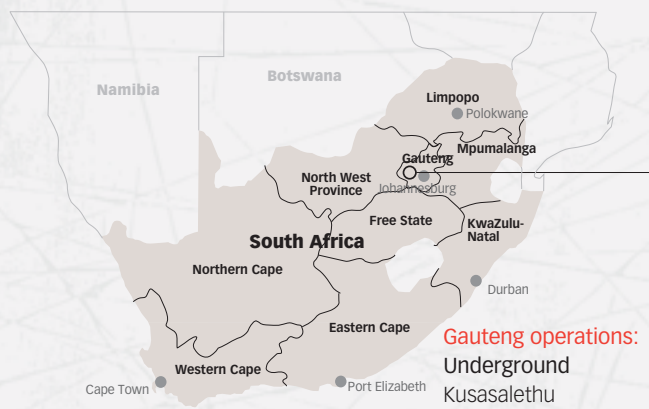 Namibia
Botswana
Limpopo
Polokwane
Mpumalanga
Gauteng
Johannesburg
North West
Province
Free State
KwaZulu-
Natal
South Africa
Northern Cape
Durban
Eastern Cape
Western Cape
Cape Town
Port Elizabeth
Gauteng operations:
Underground
Kusasalethu